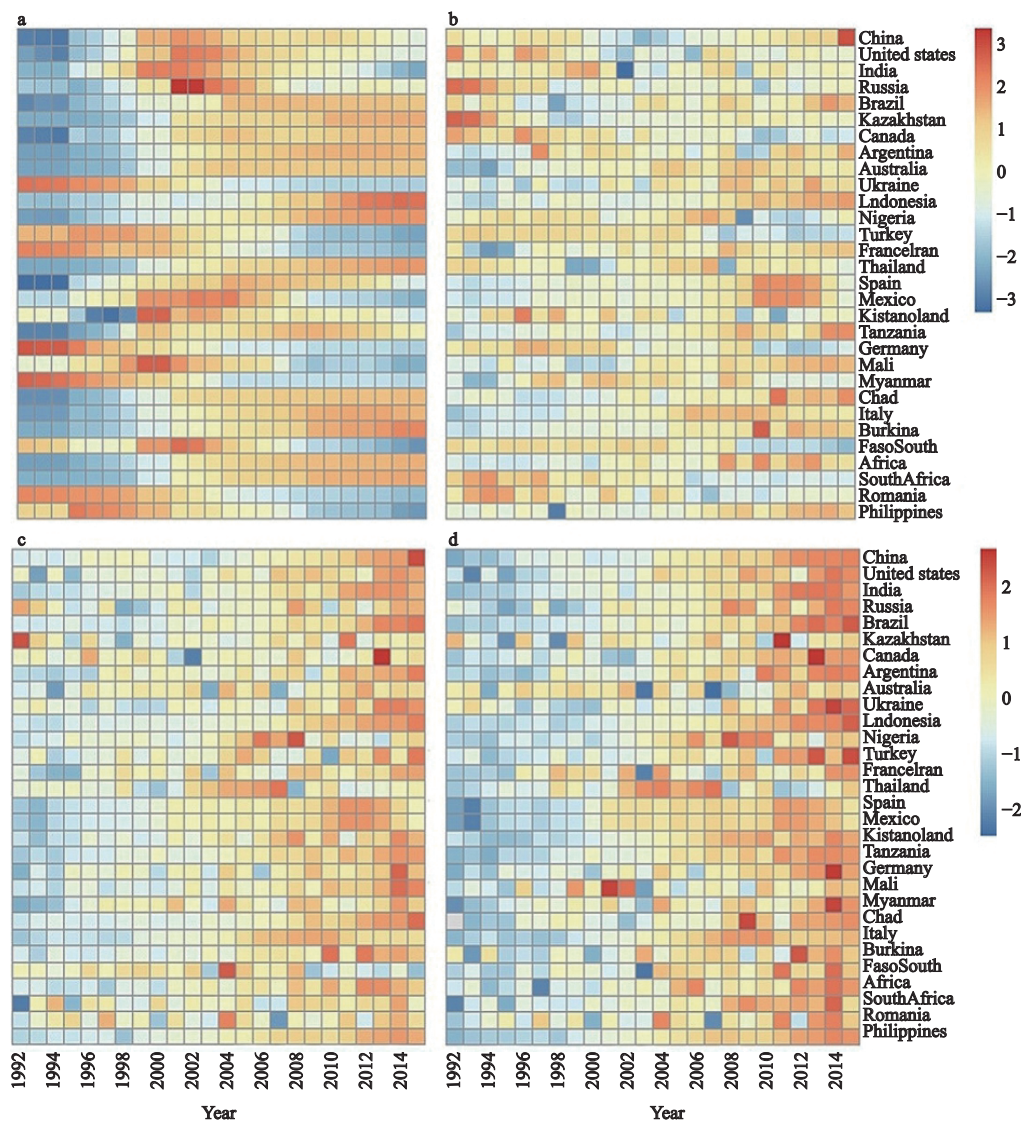 a
b
China
United states
India
Russia
Brazil
Kazakhstan
Canada
Argentina
Australia
Ukraine
Lndonesia
Nigeria
Turkey
Francelran
Thailand
Spain
Mexico
Kistanoland
Tanzania
Germany
Mali
Myanmar
Chad
Italy
Burkina
FasoSouth
Africa
SouthAfrica
Romania
Philippines
3
2
1
0
−1
−2
−3
c
d
China
United states
India
Russia
Brazil
Kazakhstan
Canada
Argentina
Australia
Ukraine
Lndonesia
Nigeria
Turkey
Francelran
Thailand
Spain
Mexico
Kistanoland
Tanzania
Germany
Mali
Myanmar
Chad
Italy
Burkina
FasoSouth
Africa
SouthAfrica
Romania
Philippines
2
1
0
−1
−2
1992 1994 1996 1998 2000 2002 2004 2006 2008 2010 2012 2014
1992 1994 1996 1998 2000 2002 2004 2006 2008 2010 2012 2014
Year
Year